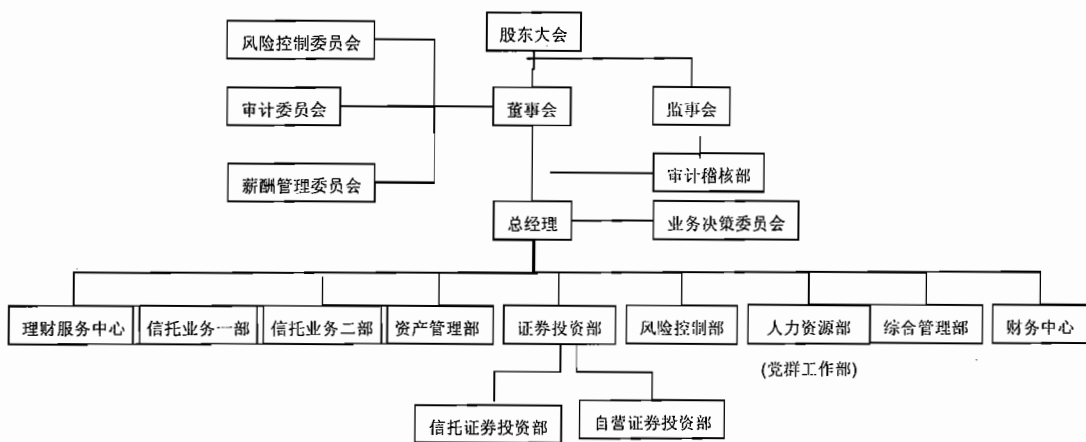 股东大会
风险控制委员会
审计委员会
董事会
监事会
薪酬管理委员会
审计稽核部
总经理
业务决策委员会
理财服务中心
信托业务一部
信托业务二部
资产管理部
证券投资部
风险控制部
人力资源部
综合管理部
财务中心
(党群工作部)
信托证券投资部
自营证券投资部